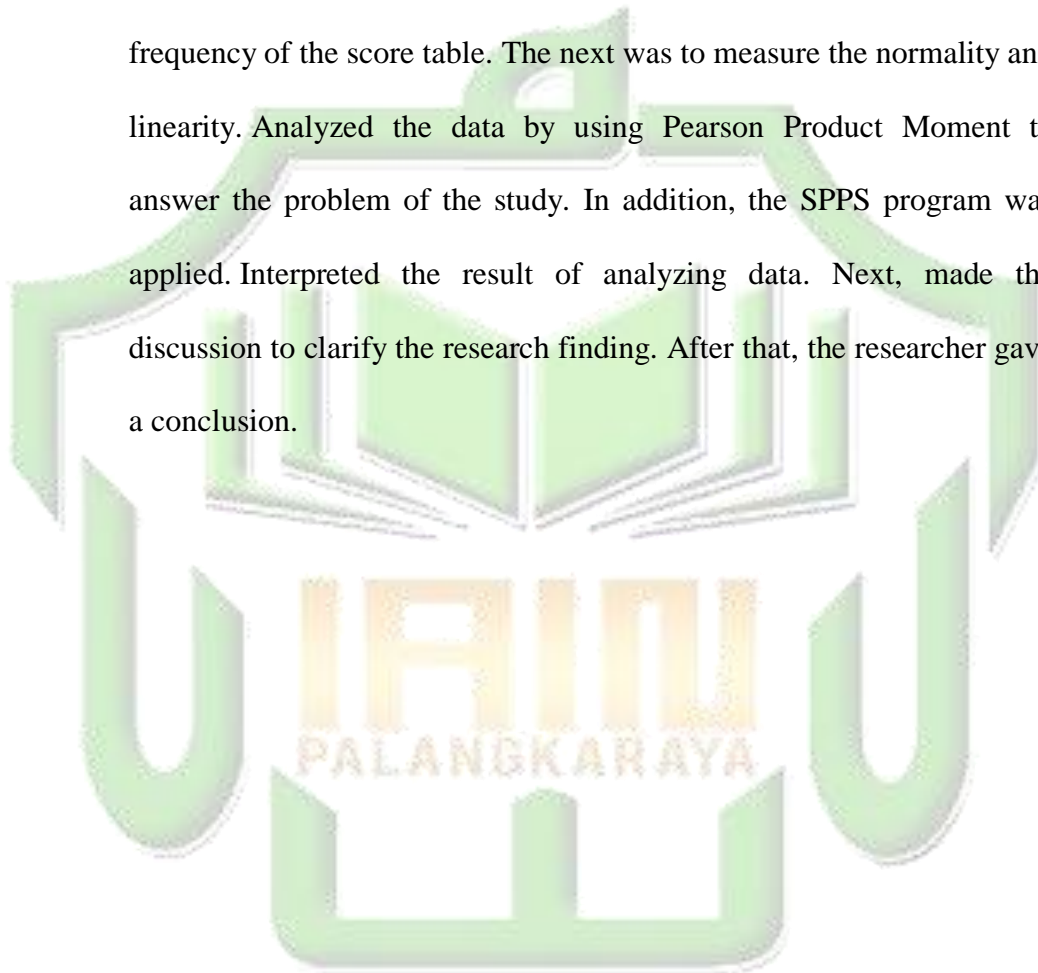 frequency of the score table. The next was to measure the normality an
linearity. Analyzed the data by using Pearson Product Moment t
answer the problem of the study. In addition, the SPPS program wa
applied. Interpreted the result of analyzing data. Next, made th
discussion to clarify the research finding. After that, the researcher gav
a conclusion.
IAIN
PALANGKARAYA